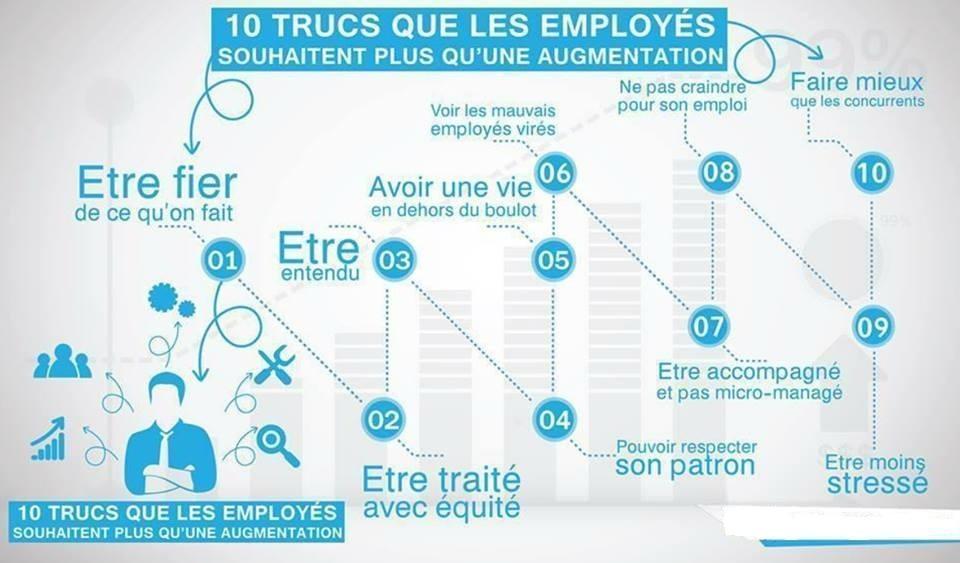 10 TRUCS QUE LES EMPLOYÉS
SOUHAITENT PLUS QU'UNE AUGMENTATION
Etre fier
de ce qu'on fait
01
02
Etre traité
avec équité
Etre
entendu
03
04
Pouvoir respecter
son patron
Avoir une vie
en dehors du boulot
05
Voir les mauvais
employés virés
06
07
Etre accompagné
et pas micro-managé
Ne pas craindre
pour son emploi
08
09
Etre moins
stressé
Faire mieux
que les concurrents
10
99%
99%
$$$
10 TRUCS QUE LES EMPLOYÉS
SOUHAITENT PLUS QU'UNE AUGMENTATION